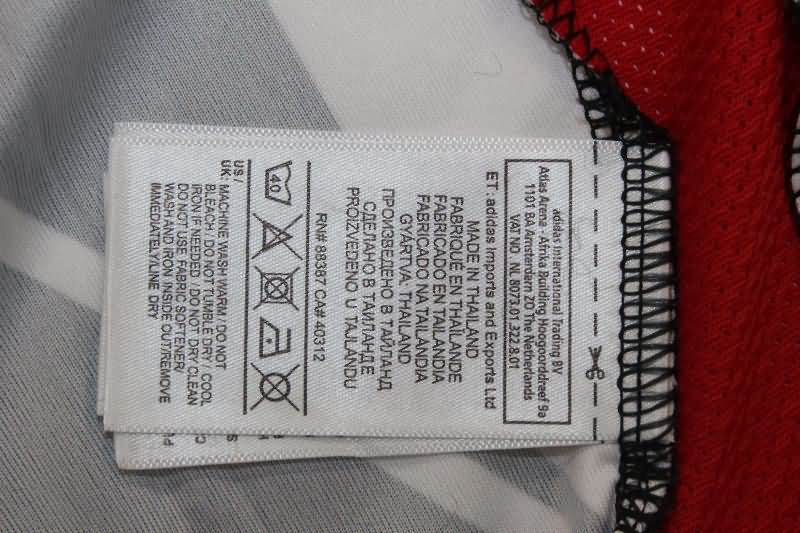 adidas International Trading BV
Atlas Arena - Afrika Building Hoogoorddreef 9a
1101 BA Amsterdam ZO The Netherlands
VAT NO . NL.8073.01.322.B.01
ET : adidas Imports and Exports Ltd
MADE IN THAILAND
FABRIQUÉ EN THAÏLANDE
FABRICADO EN TAILANDIA
FABRICADO NA TAILÂNDIA
GYÁRTVA: THAILAND
ПРОИЗВЕДЕНО В ТАЙЛАНД
СДЕЛАНО В ТАИЛАНДЕ
PROIZVEDENO U TAJLANDU
RN# 88387 CA# 40312
40
US /
UK: MACHINE WASH WARM / DO NOT
BLEACH / DO NOT TUMBLE DRY / COOL
IRON IF NEEDED / DO NOT DRY CLEAN
DO NOT USE FABRIC SOFTENER/
WASH AND IRON INSIDE OUT/REMOVE
IMMEDIATELY/LINE DRY